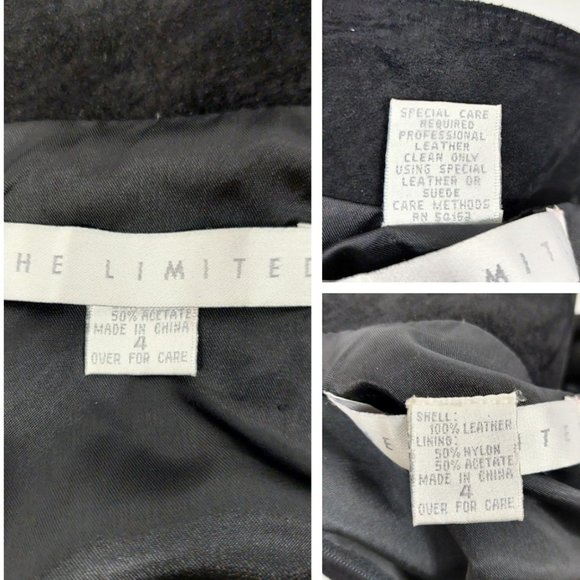 HE LIMITED
50% ACETATE
MADE IN CHINA
4
OVER FOR CARE
SPECIAL CARE
REQUIRED
PROFESSIONAL
LEATHER
CLEAN ONLY
USING SPECIAL
LEATHER OR
SUEDE
CARE METHODS
RN 54163
M I T
SHELL:
100% LEATHER
LINING:
50% NYLON
50% ACETATE
MADE IN CHINA
4
OVER FOR CARE
E
T E